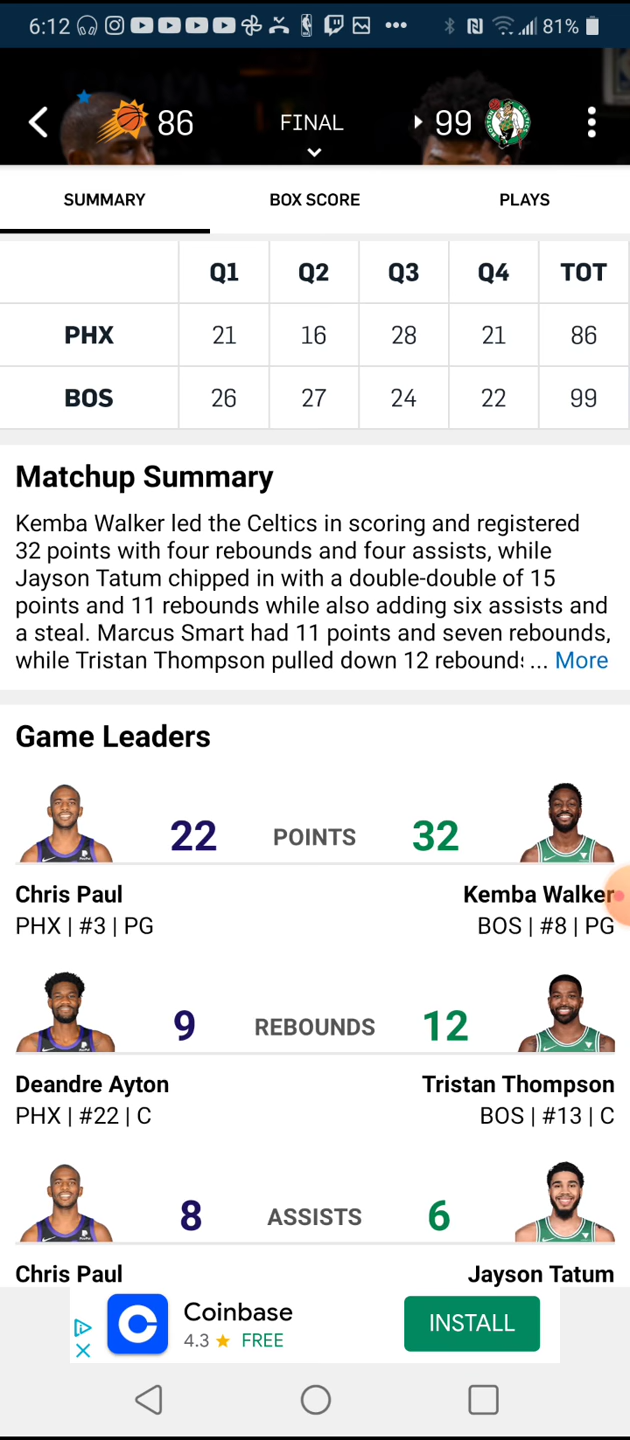 6:12 81%
86 FINAL 99
SUMMARY BOX SCORE PLAYS
Q1 Q2 Q3 Q4 TOT
PHX 21 16 28 21 86
BOS 26 27 24 22 99
Matchup Summary
Kemba Walker led the Celtics in scoring and registered
32 points with four rebounds and four assists, while
Jayson Tatum chipped in with a double-double of 15
points and 11 rebounds while also adding six assists and
a steal. Marcus Smart had 11 points and seven rebounds,
while Tristan Thompson pulled down 12 rebounds ... More
Game Leaders
22 POINTS 32
Chris Paul Kemba Walker
PHX | #3 | PG BOS | #8 | PG
9 REBOUNDS 12
Deandre Ayton Tristan Thompson
PHX | #22 | C BOS | #13 | C
8 ASSISTS 6
Chris Paul Jayson Tatum
Coinbase
4.3 ★ FREE
INSTALL